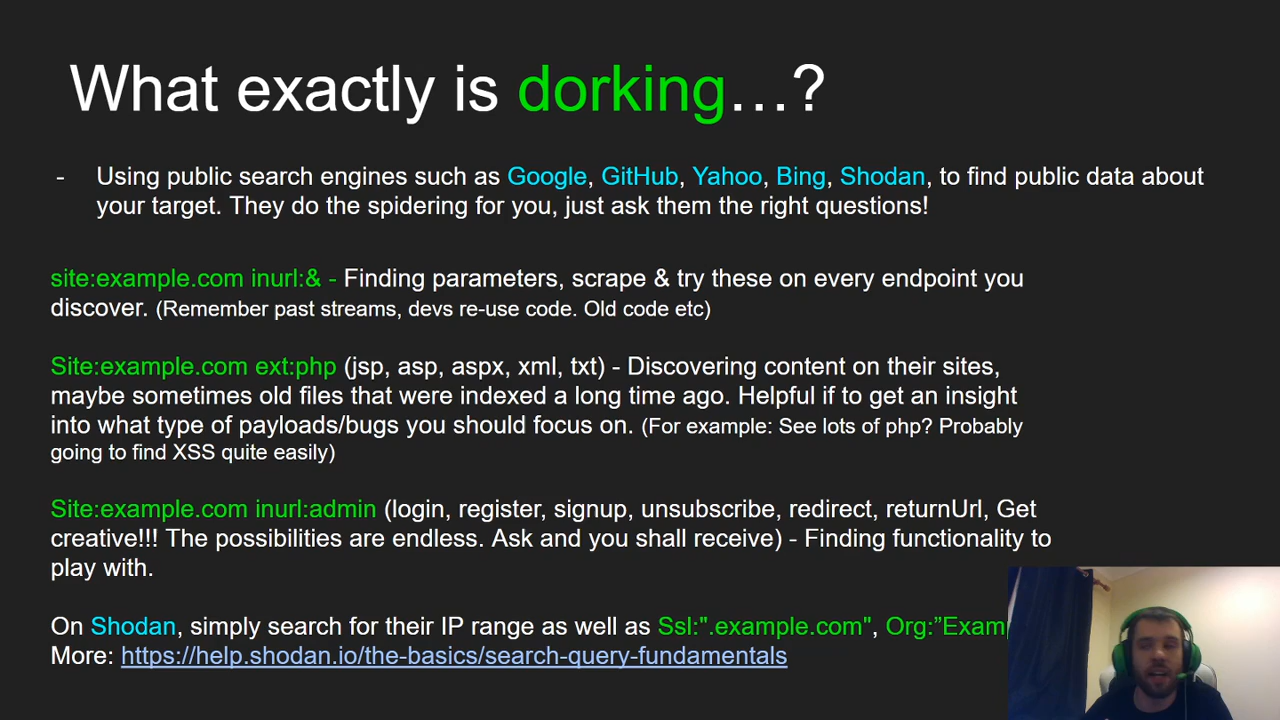 What exactly is dorking…?
- Using public search engines such as Google, GitHub, Yahoo, Bing, Shodan, to find public data about
your target. They do the spidering for you, just ask them the right questions!
site:example.com inurl:& - Finding parameters, scrape & try these on every endpoint you
discover. (Remember past streams, devs re-use code. Old code etc)
Site:example.com ext:php (jsp, asp, aspx, xml, txt) - Discovering content on their sites,
maybe sometimes old files that were indexed a long time ago. Helpful if to get an insight
into what type of payloads/bugs you should focus on. (For example: See lots of php? Probably
going to find XSS quite easily)
Site:example.com inurl:admin (login, register, signup, unsubscribe, redirect, returnUrl, Get
creative!!! The possibilities are endless. Ask and you shall receive) - Finding functionality to
play with.
On Shodan, simply search for their IP range as well as Ssl:".example.com", Org:”Exam
More: https://help.shodan.io/the-basics/search-query-fundamentals